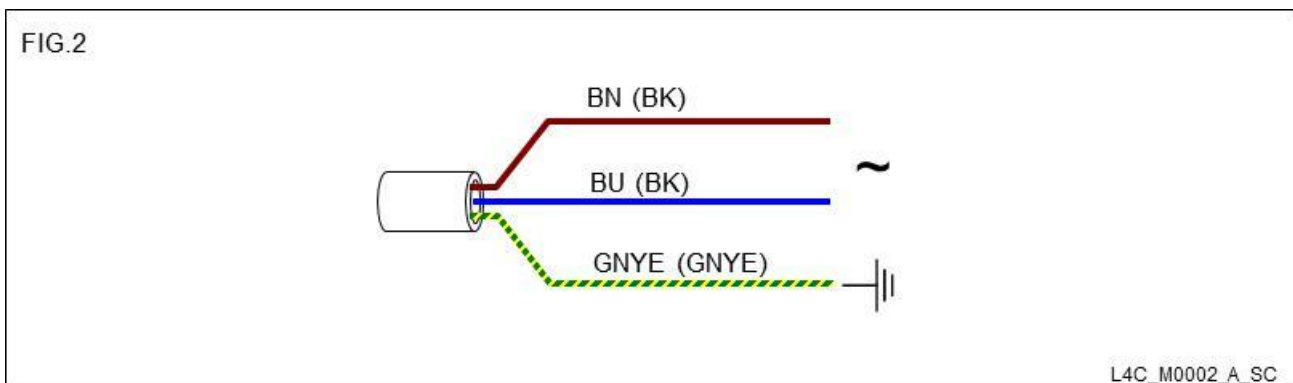 FIG.2
BN (BK)
~
BU (BK)
GNYE (GNYE)
L4C_M0002_A_SC